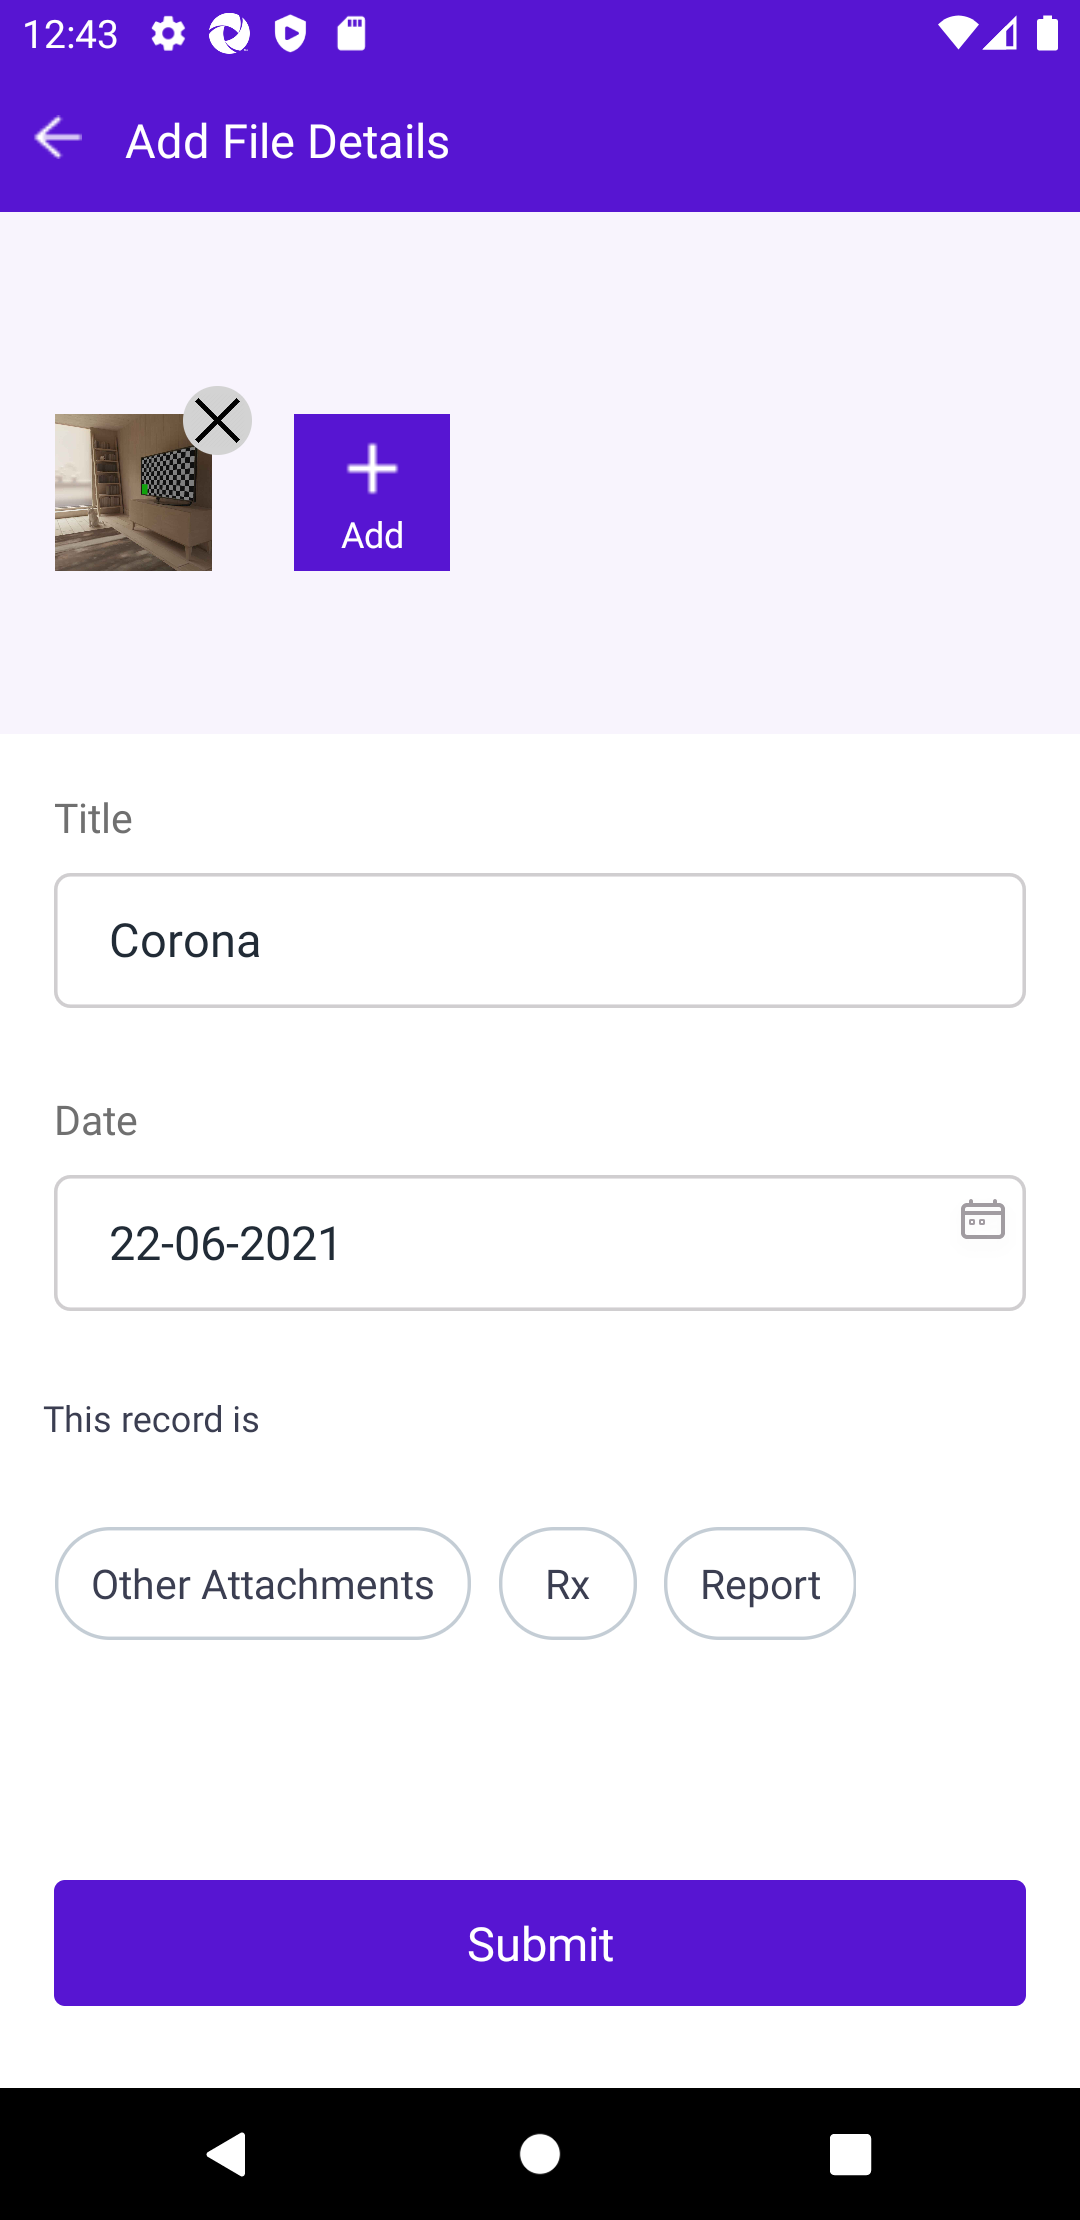 12:43
Add File Details
Add
Title
Corona
Date
22-06-2021
This record is
Other Attachments Rx Report
Submit